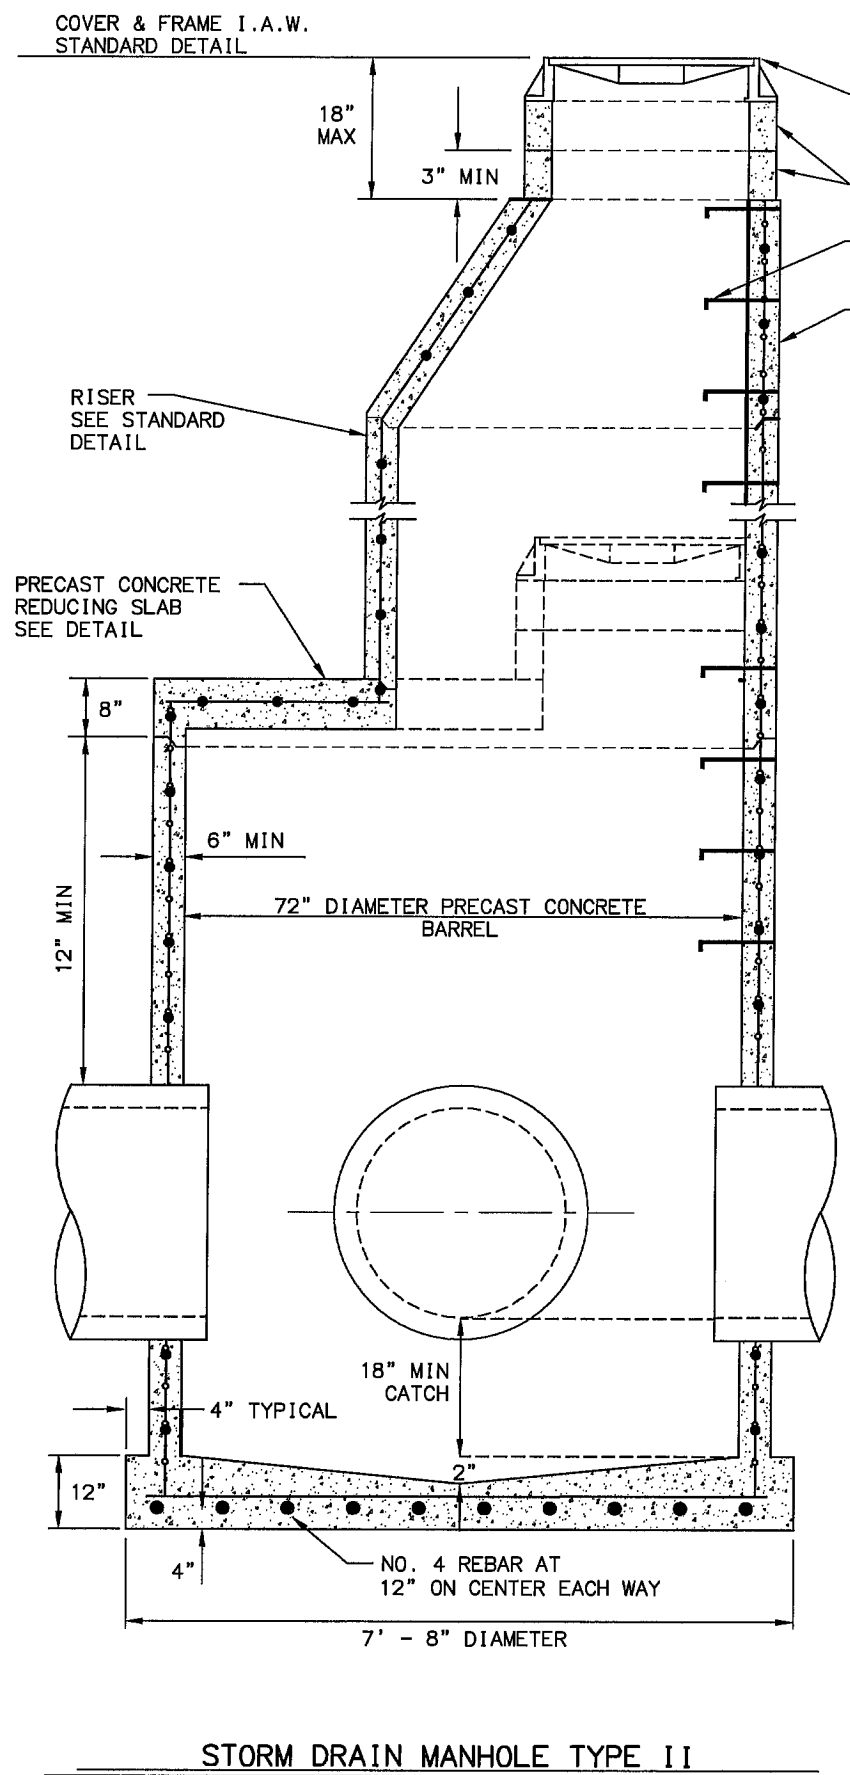 COVER & FRAME I.A.W.
STANDARD DETAIL
18"
MAX
3" MIN
RISER
SEE STANDARD
DETAIL
PRECAST CONCRETE
REDUCING SLAB
SEE DETAIL
8"
6" MIN
12" MIN
72" DIAMETER PRECAST CONCRETE
BARREL
18" MIN
CATCH
4" TYPICAL
12"
2"
4"
NO. 4 REBAR AT
12" ON CENTER EACH WAY
7' - 8" DIAMETER
STORM DRAIN MANHOLE TYPE II